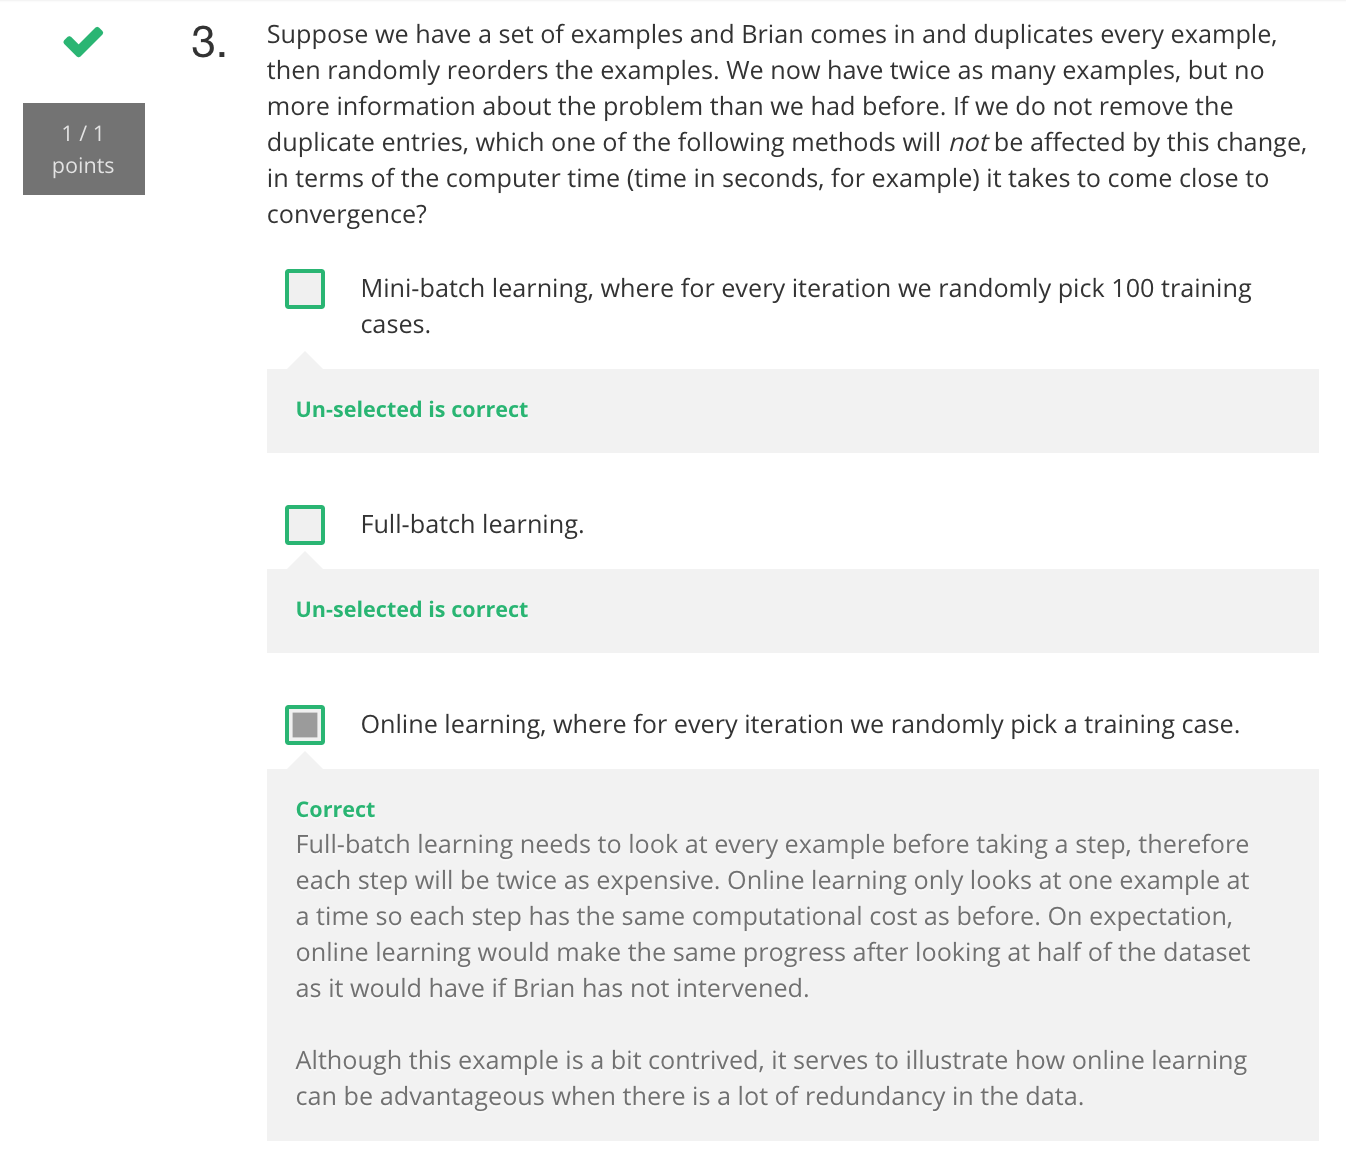 3.
1 / 1
points
Suppose we have a set of examples and Brian comes in and duplicates every example,
then randomly reorders the examples. We now have twice as many examples, but no
more information about the problem than we had before. If we do not remove the
duplicate entries, which one of the following methods will not be affected by this change,
in terms of the computer time (time in seconds, for example) it takes to come close to
convergence?
Mini-batch learning, where for every iteration we randomly pick 100 training
cases.
Un-selected is correct
Full-batch learning.
Un-selected is correct
Online learning, where for every iteration we randomly pick a training case.
Correct
Full-batch learning needs to look at every example before taking a step, therefore
each step will be twice as expensive. Online learning only looks at one example at
a time so each step has the same computational cost as before. On expectation,
online learning would make the same progress after looking at half of the dataset
as it would have if Brian has not intervened.
Although this example is a bit contrived, it serves to illustrate how online learning
can be advantageous when there is a lot of redundancy in the data.